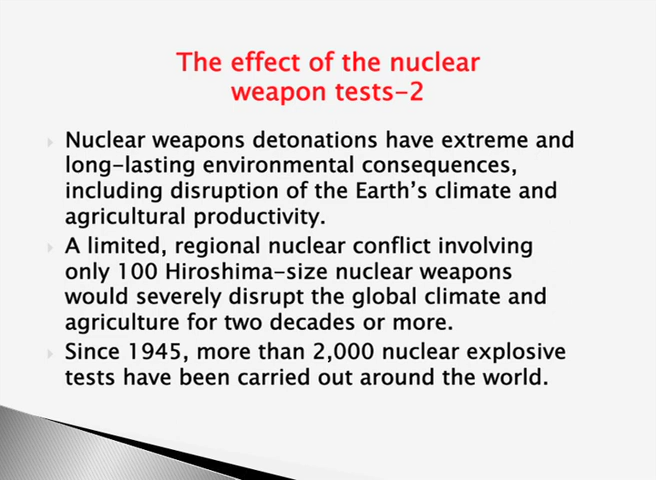 The effect of the nuclear
weapon tests-2
Nuclear weapons detonations have extreme and
long-lasting environmental consequences,
including disruption of the Earth's climate and
agricultural productivity.
A limited, regional nuclear conflict involving
only 100 Hiroshima-size nuclear weapons
would severely disrupt the global climate and
agriculture for two decades or more.
Since 1945, more than 2,000 nuclear explosive
tests have been carried out around the world.